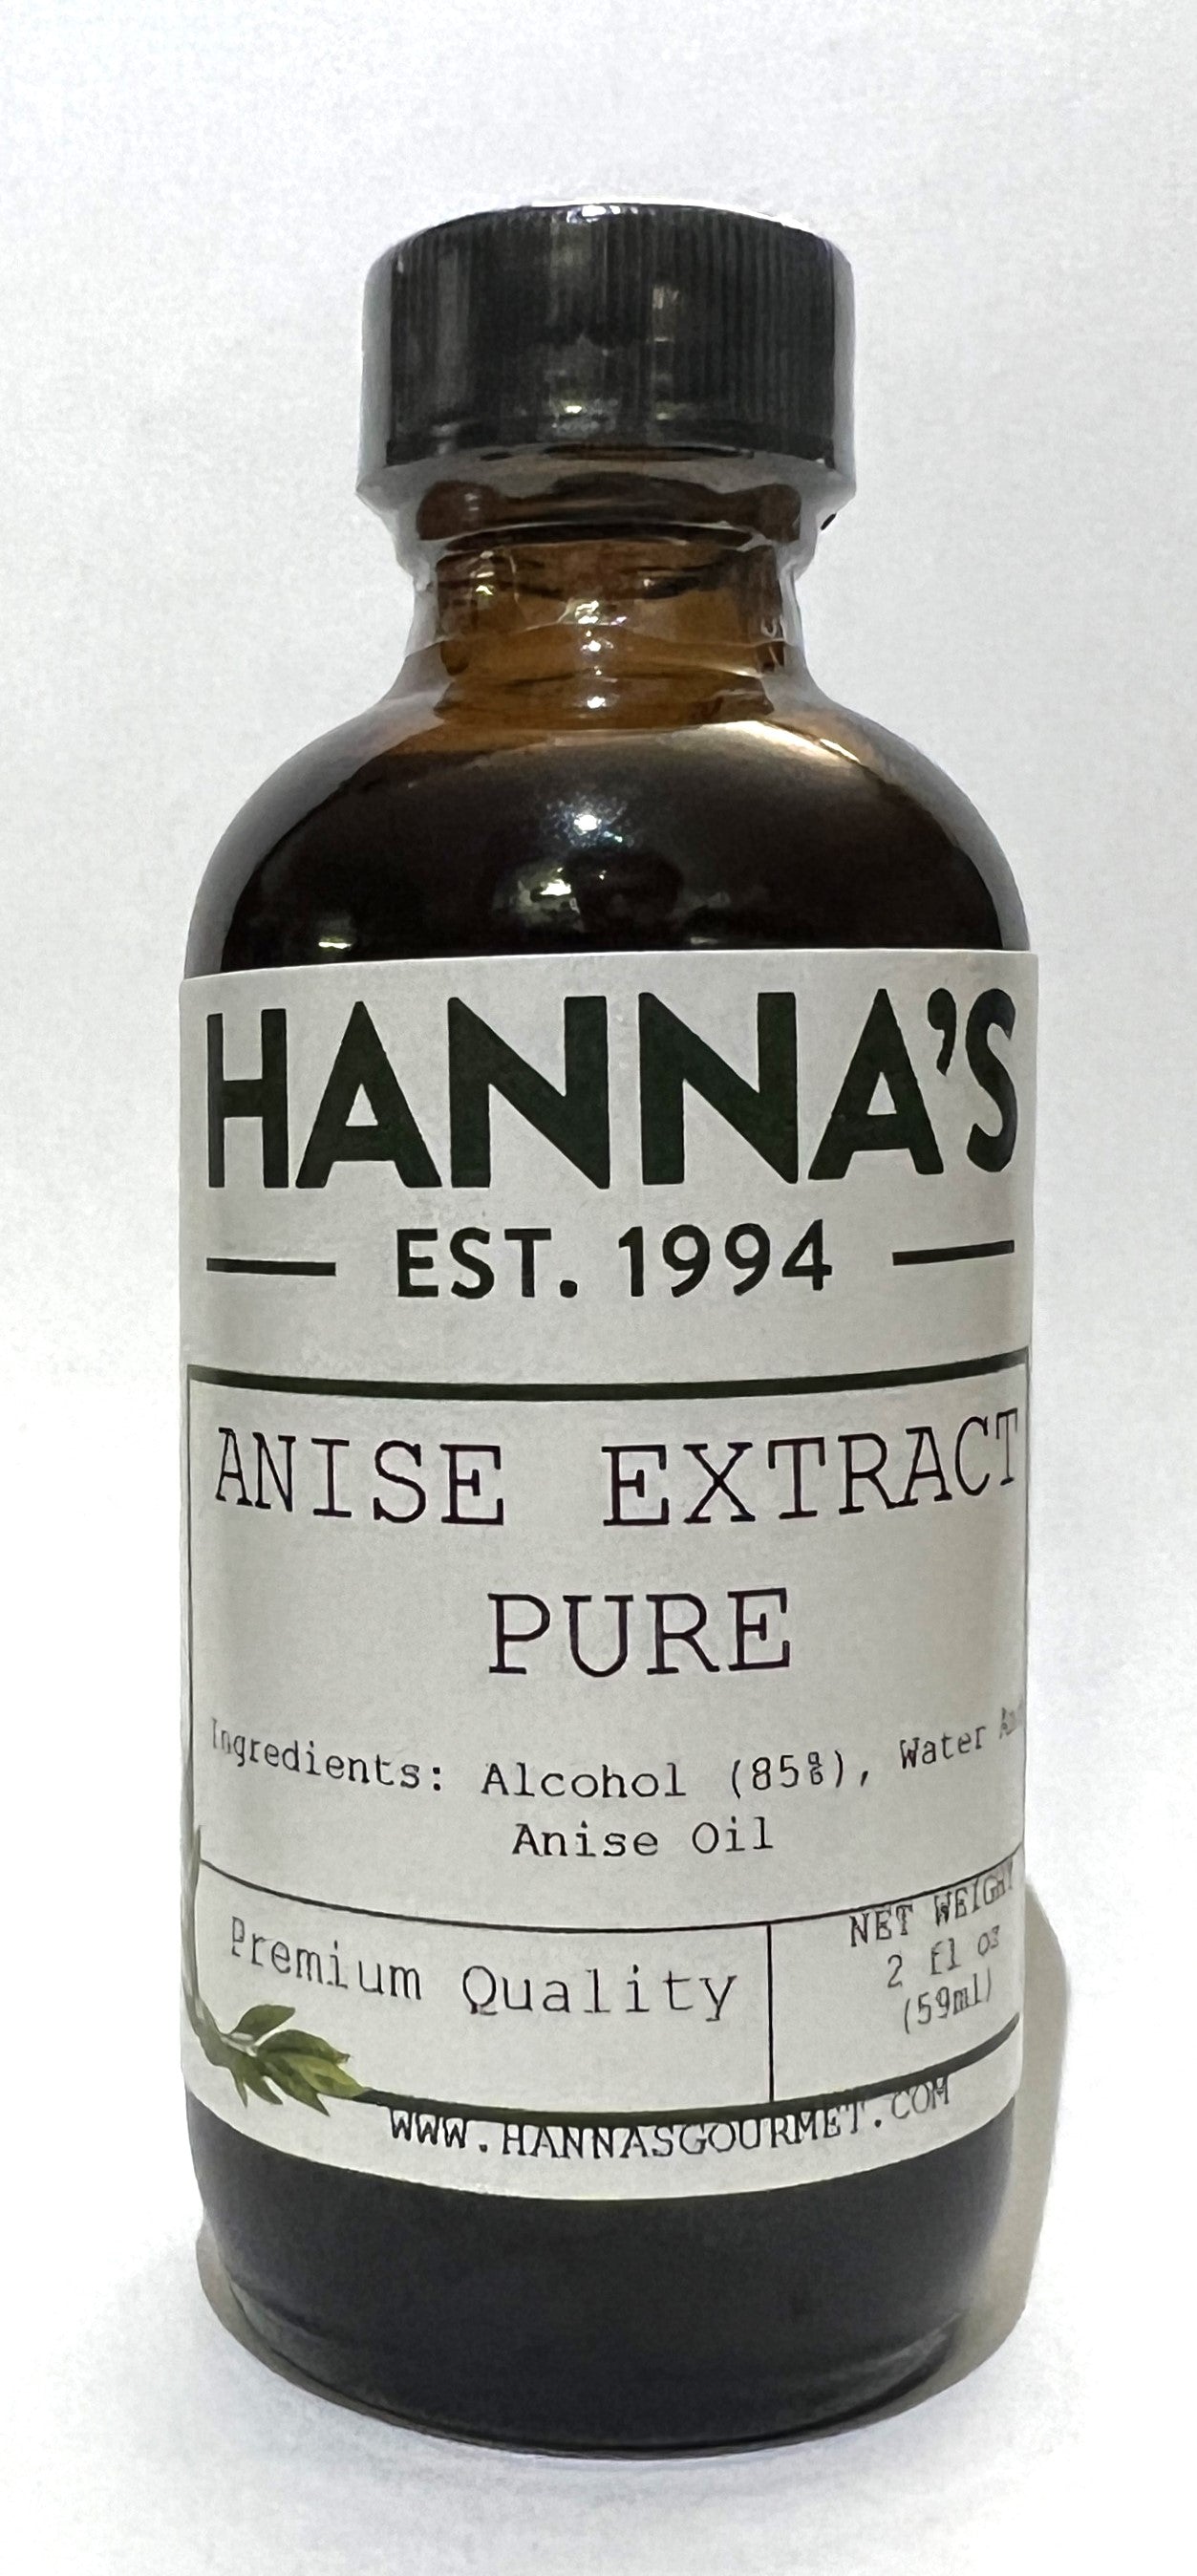 HANNA'S
EST. 1994
ANISE EXTRACT
PURE
Ingredients: Alcohol (85%), Water
Anise Oil
Premium Quality
NET WEIGHT
2 fl oz
(59ml)
WWW.HANNASGOURMET.COM